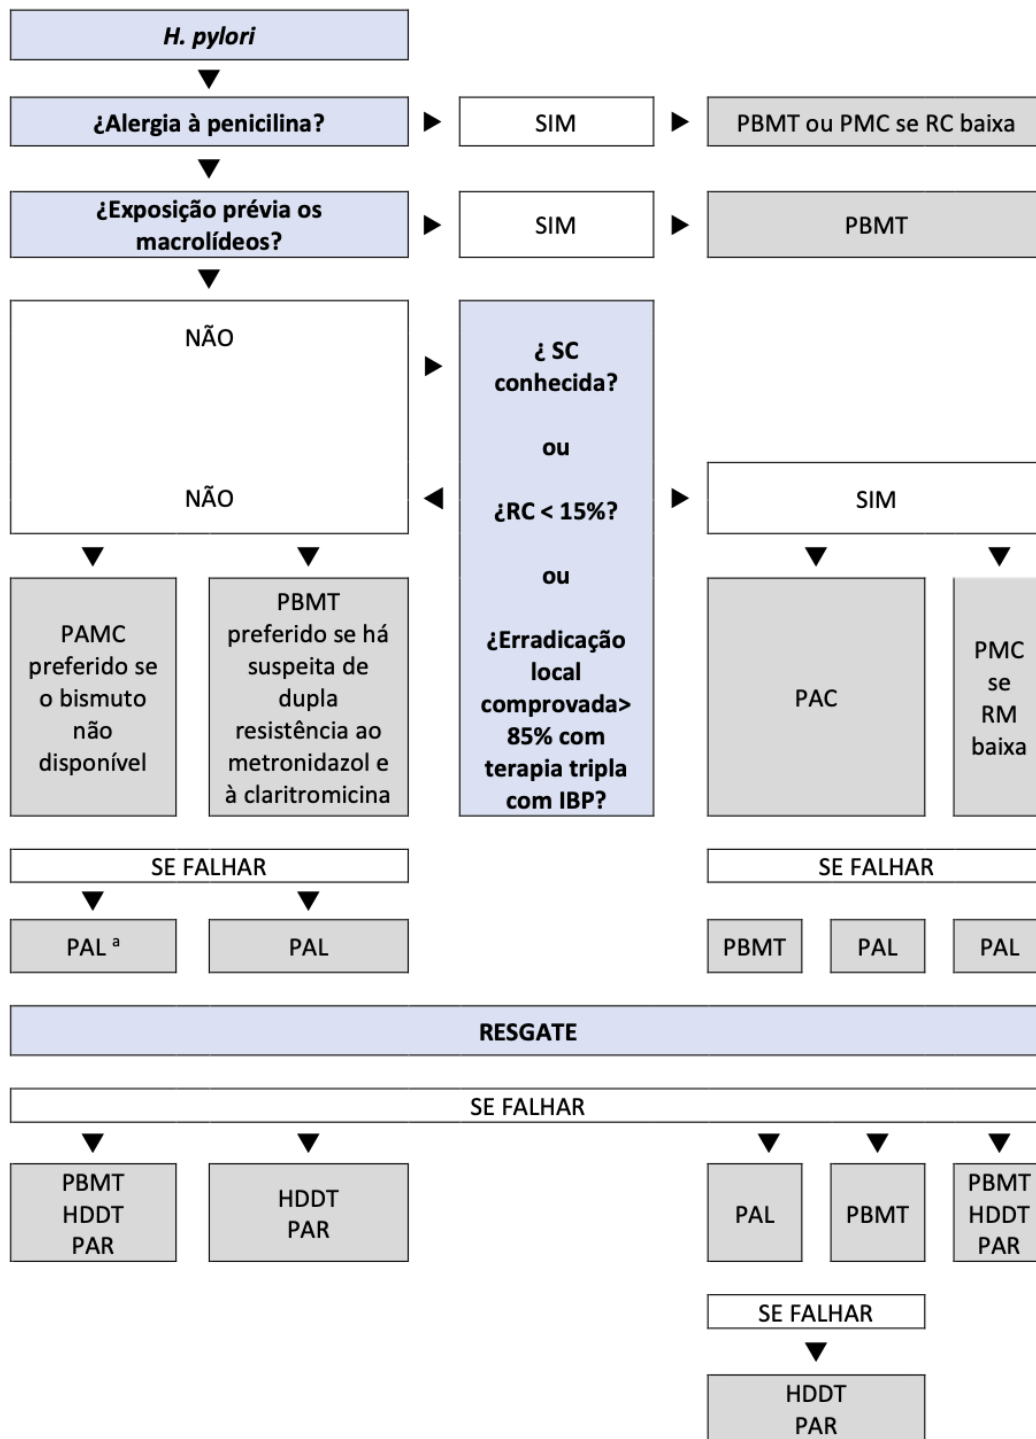 H. pylori
¿Alergia à penicilina?
SIM
PBMT ou PMC se RC baixa
¿Exposição prévia os
macrolídeos?
SIM
PBMT
NÃO
¿ SC
conhecida?
ou
NÃO
¿RC < 15%?
SIM
ou
¿Erradicação
local
comprovada>
85% com
terapia tripla
com IBP?
PAMC
preferido se
o bismuto
não
disponível
PBMT
preferido se há
suspeita de
dupla
resistência ao
metronidazol e
à claritromicina
PAC
PMC
se
RM
baixa
SE FALHAR
SE FALHAR
PAL ª
PAL
PBMT
PAL
PAL
RESGATE
SE FALHAR
PBMT
HDDT
PAR
HDDT
PAR
PAL
PBMT
PBMT
HDDT
PAR
SE FALHAR
HDDT
PAR